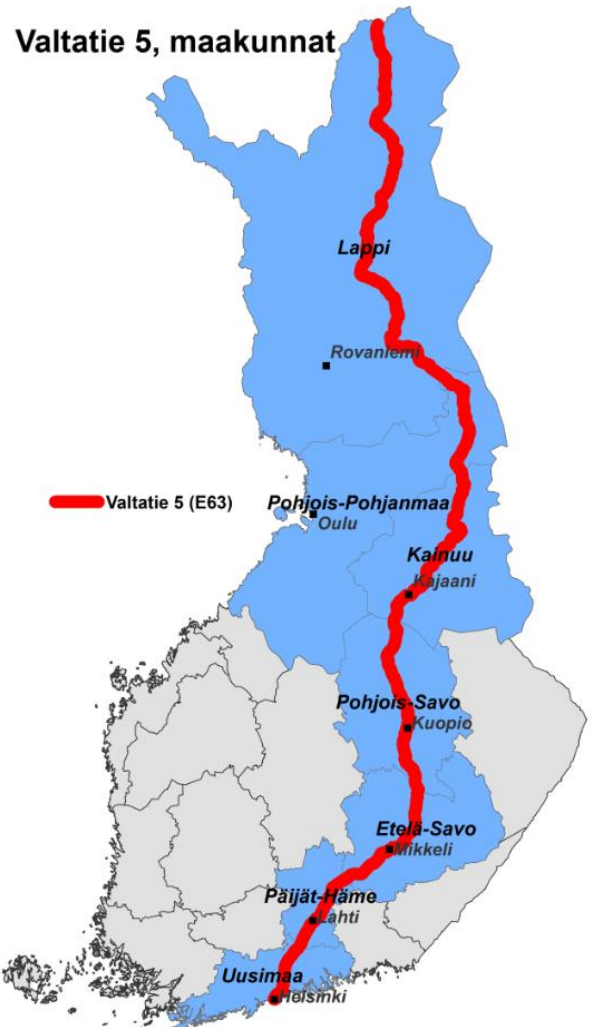 Valtatie 5, maakunnat
Lappi
Rovaniemi
Valtatie 5 (E63)
Pohjois-Pohjanmaa
Oulu
Kainuu
Kajaani
Pohjois-Savo
Kuopio
Etelä-Savo
Mikkeli
Päijät-Häme
Lahti
Uusimaa
Helsinki